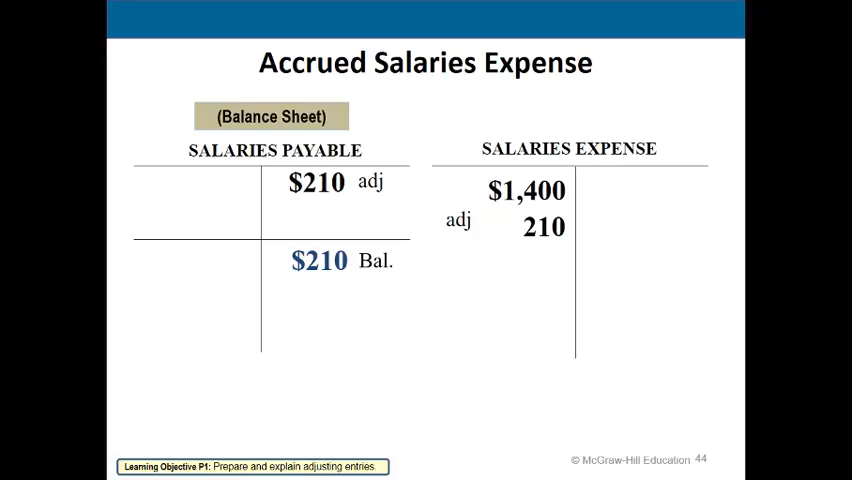 Accrued Salaries Expense
(Balance Sheet)
SALARIES PAYABLE
$210 adj
$210 Bal.
SALARIES EXPENSE
$1,400
adj 210
Learning Objective P1: Prepare and explain adjusting entries.
© McGraw-Hill Education 44